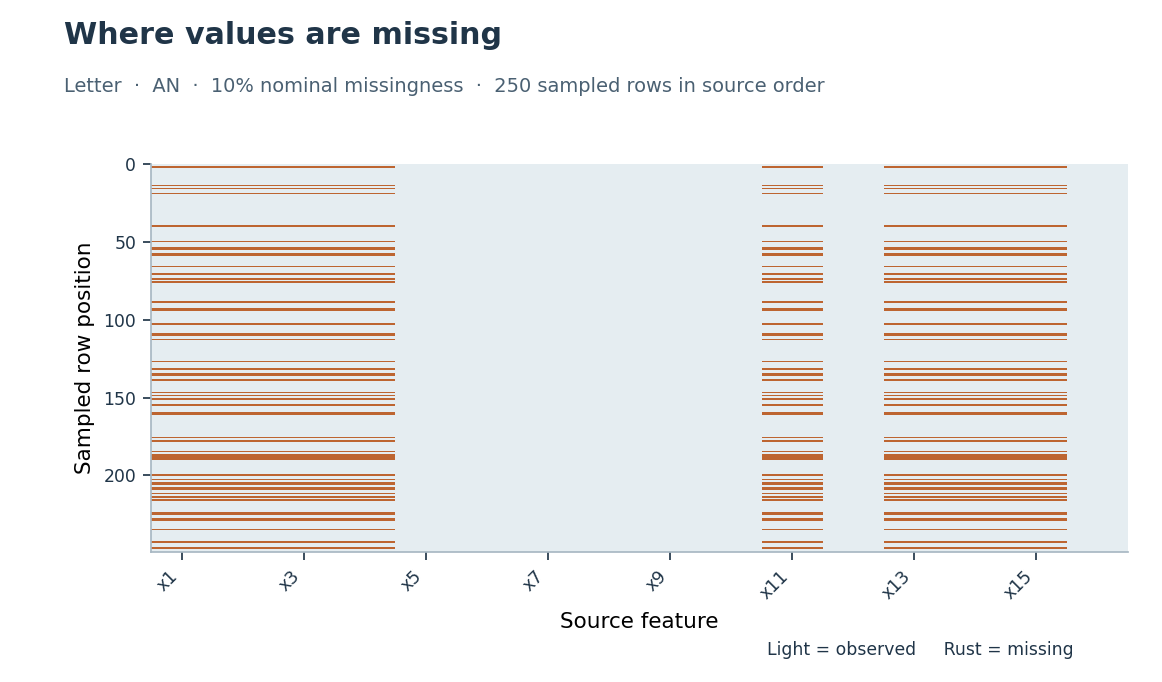 Where values are missing
Letter · AN · 10% nominal missingness · 250 sampled rows in source order
0
50
100
150
200
Sampled row position
x1 x3 x5 x7 x9 x11 x13 x15
Source feature
Light = observed Rust = missing